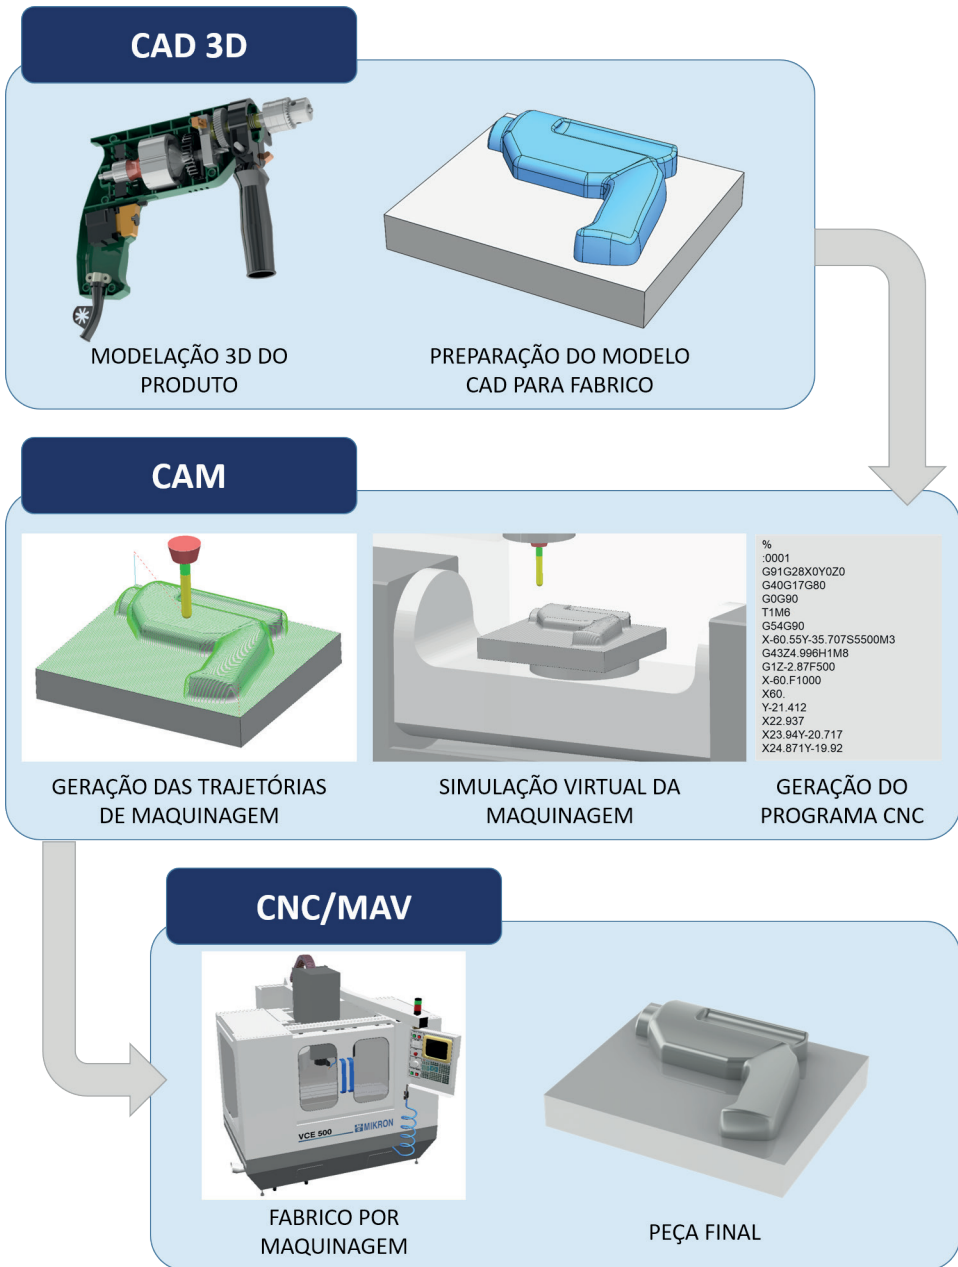 CAD 3D
MODELAÇÃO 3D DO
PRODUTO
PREPARAÇÃO DO MODELO
CAD PARA FABRICO
CAM
GERAÇÃO DAS TRAJETÓRIAS
DE MAQUINAGEM
SIMULAÇÃO VIRTUAL DA
MAQUINAGEM
%
:0001
G91G28X0Y0Z0
G40G17G80
G0G90
T1M6
G54G90
X-60.55Y-35.707S5500M3
G43Z4.996H1M8
G1Z-2.87F500
X-60.F1000
X60.
Y-21.412
X22.937
X23.94Y-20.717
X24.871Y-19.92
GERAÇÃO DO
PROGRAMA CNC
CNC/MAV
VCE 500
MIKRON
FABRICO POR
MAQUINAGEM
PEÇA FINAL